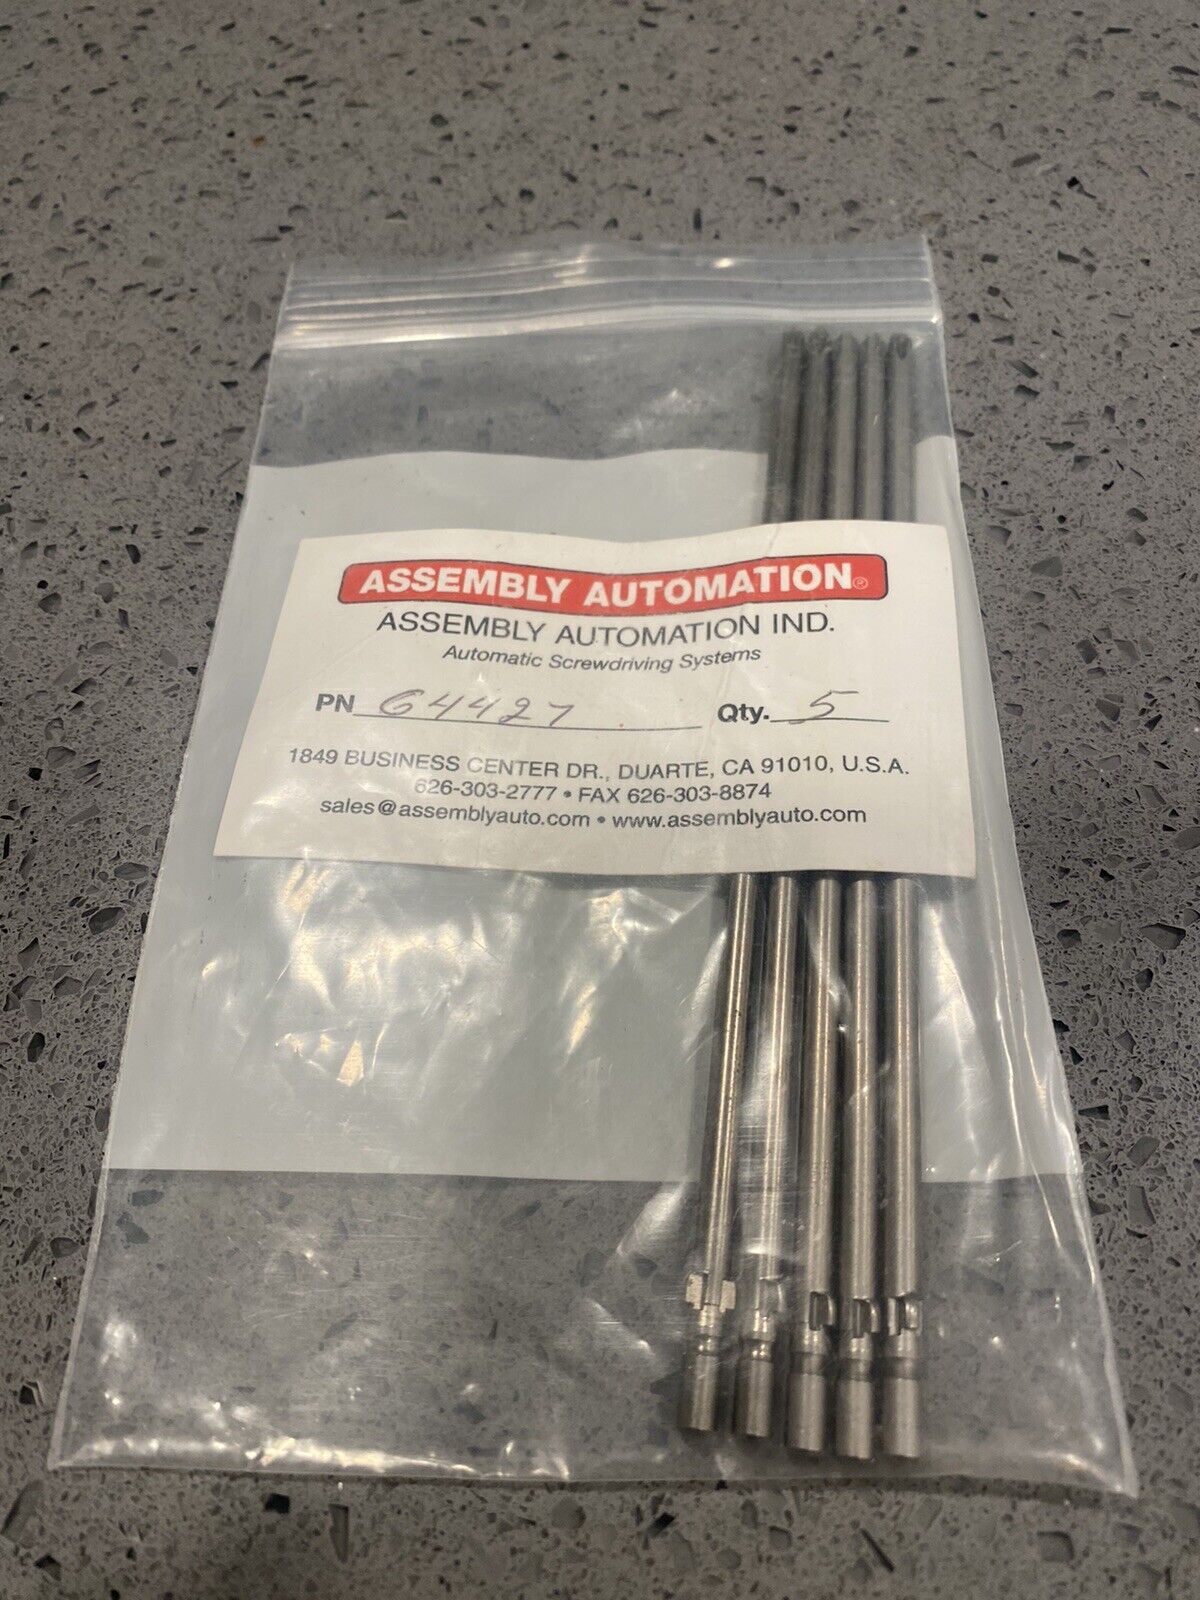 ASSEMBLY AUTOMATION®
ASSEMBLY AUTOMATION IND.
Automatic Screwdriving Systems
PN 64427 Qty. 5
1849 BUSINESS CENTER DR., DUARTE, CA 91010, U.S.A.
626-303-2777 • FAX 626-303-8874
sales@assemblyauto.com • www.assemblyauto.com